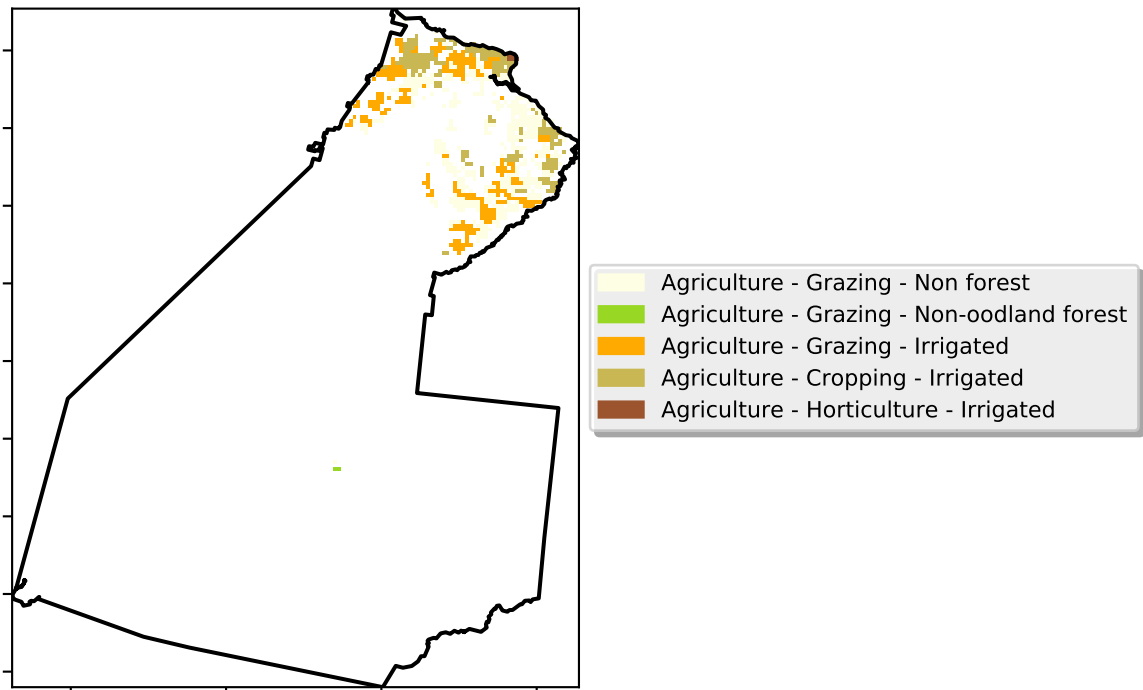 Agriculture - Grazing - Non forest
Agriculture - Grazing - Non-oodland forest
Agriculture - Grazing - Irrigated
Agriculture - Cropping - Irrigated
Agriculture - Horticulture - Irrigated